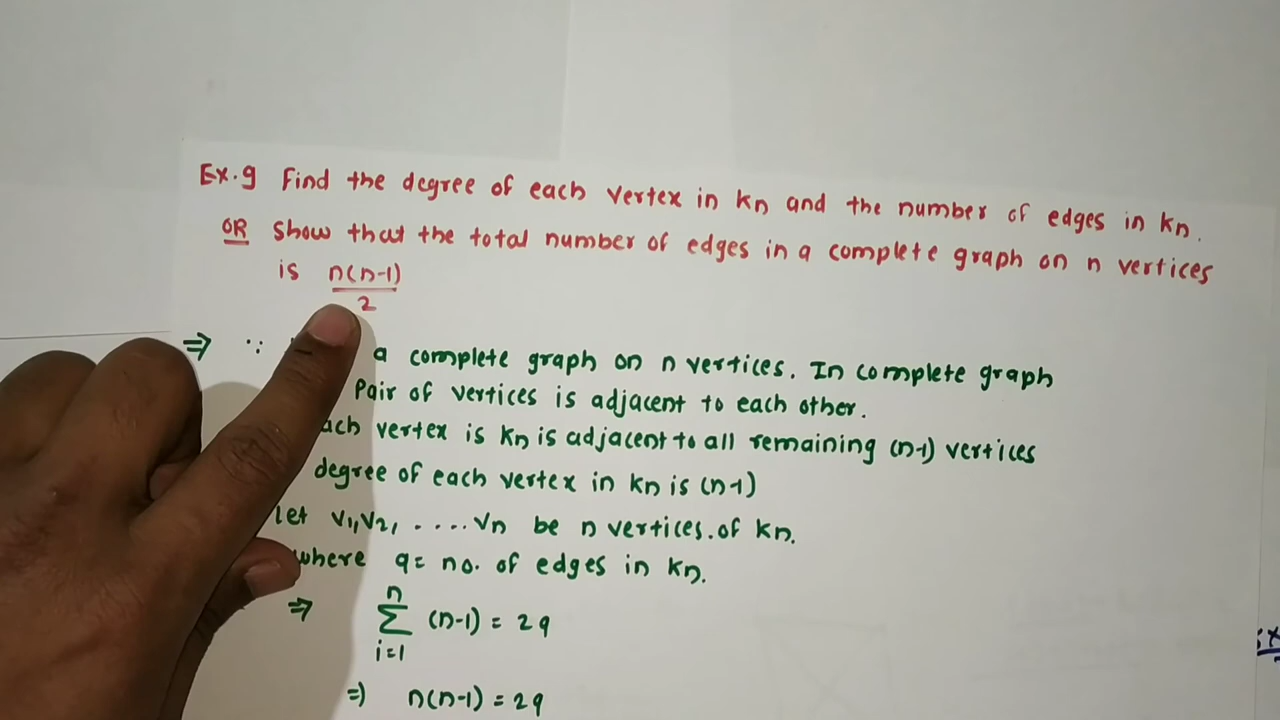 Ex.9 Find the degree of each vertex in kn and the number of edges in kn.
OR Show that the total number of edges in a complete graph on n vertices
is n(n-1)
2
⇒ ∵ a complete graph on n vertices. In complete graph
Pair of vertices is adjacent to each other.
ach vertex is kn is adjacent to all remaining (n-1) vertices
degree of each vertex in kn is (n-1)
let v1,v2, .....vn be n vertices.of kn.
where q= no. of edges in kn.
⇒ n
∑ (n-1) = 2q
i=1
⇒) n(n-1) = 2q